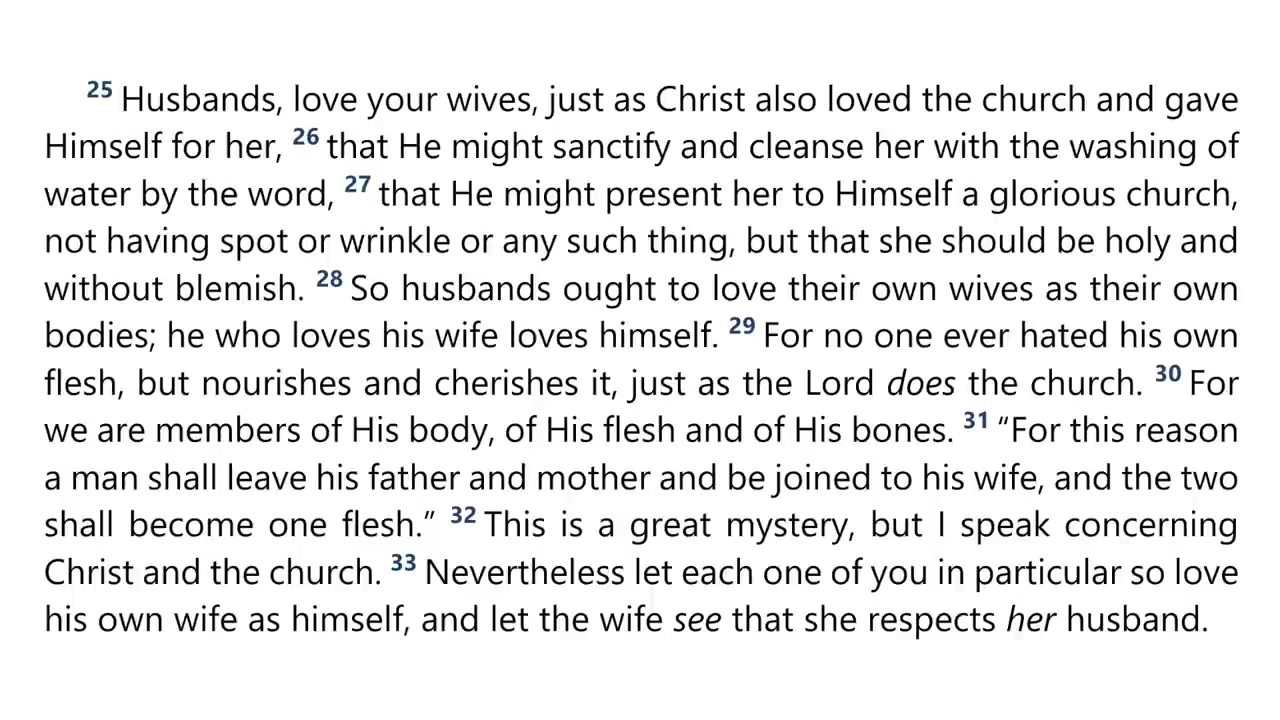 25 Husbands, love your wives, just as Christ also loved the church and gave
Himself for her, 26 that He might sanctify and cleanse her with the washing of
water by the word, 27 that He might present her to Himself a glorious church,
not having spot or wrinkle or any such thing, but that she should be holy and
without blemish. 28 So husbands ought to love their own wives as their own
bodies; he who loves his wife loves himself. 29 For no one ever hated his own
flesh, but nourishes and cherishes it, just as the Lord does the church. 30 For
we are members of His body, of His flesh and of His bones. 31 “For this reason
a man shall leave his father and mother and be joined to his wife, and the two
shall become one flesh.” 32 This is a great mystery, but I speak concerning
Christ and the church. 33 Nevertheless let each one of you in particular so love
his own wife as himself, and let the wife see that she respects her husband.